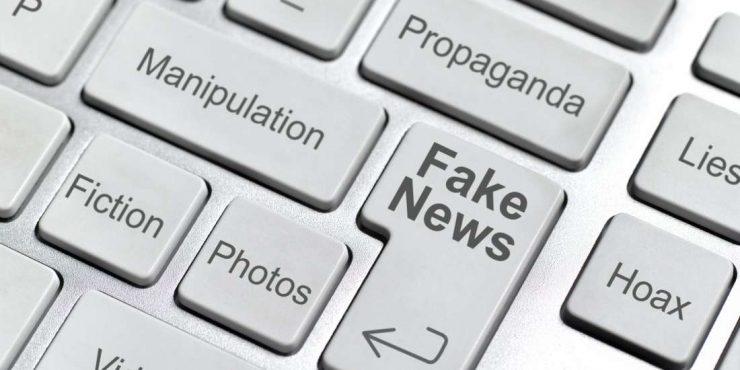 P
Propaganda
Manipulation
Lies
Fake
News
Fiction
Photos
Hoax